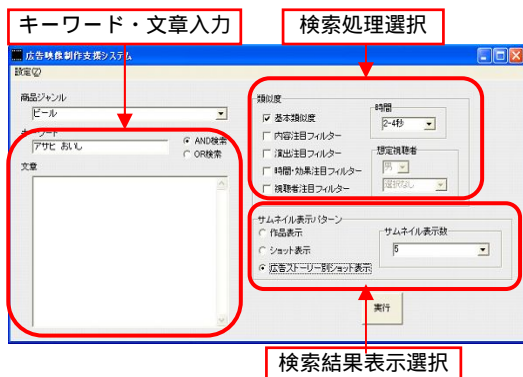 キーワード・文章入力
検索処理選択
広告映像制作支援システム
設定(Z)
商品ジャンル
ビール
キーワード
アサヒ おいし
AND検索
OR検索
文章
類似度
基本類似度
内容注目フィルター
演出注目フィルター
時間・効果注目フィルター
視聴者注目フィルター
時間
2-4秒
想定視聴者
男
選択なし
サムネイル表示パターン
作品表示
ショット表示
広告ストーリー別ショット表示
サムネイル表示数
5
実行
検索結果表示選択